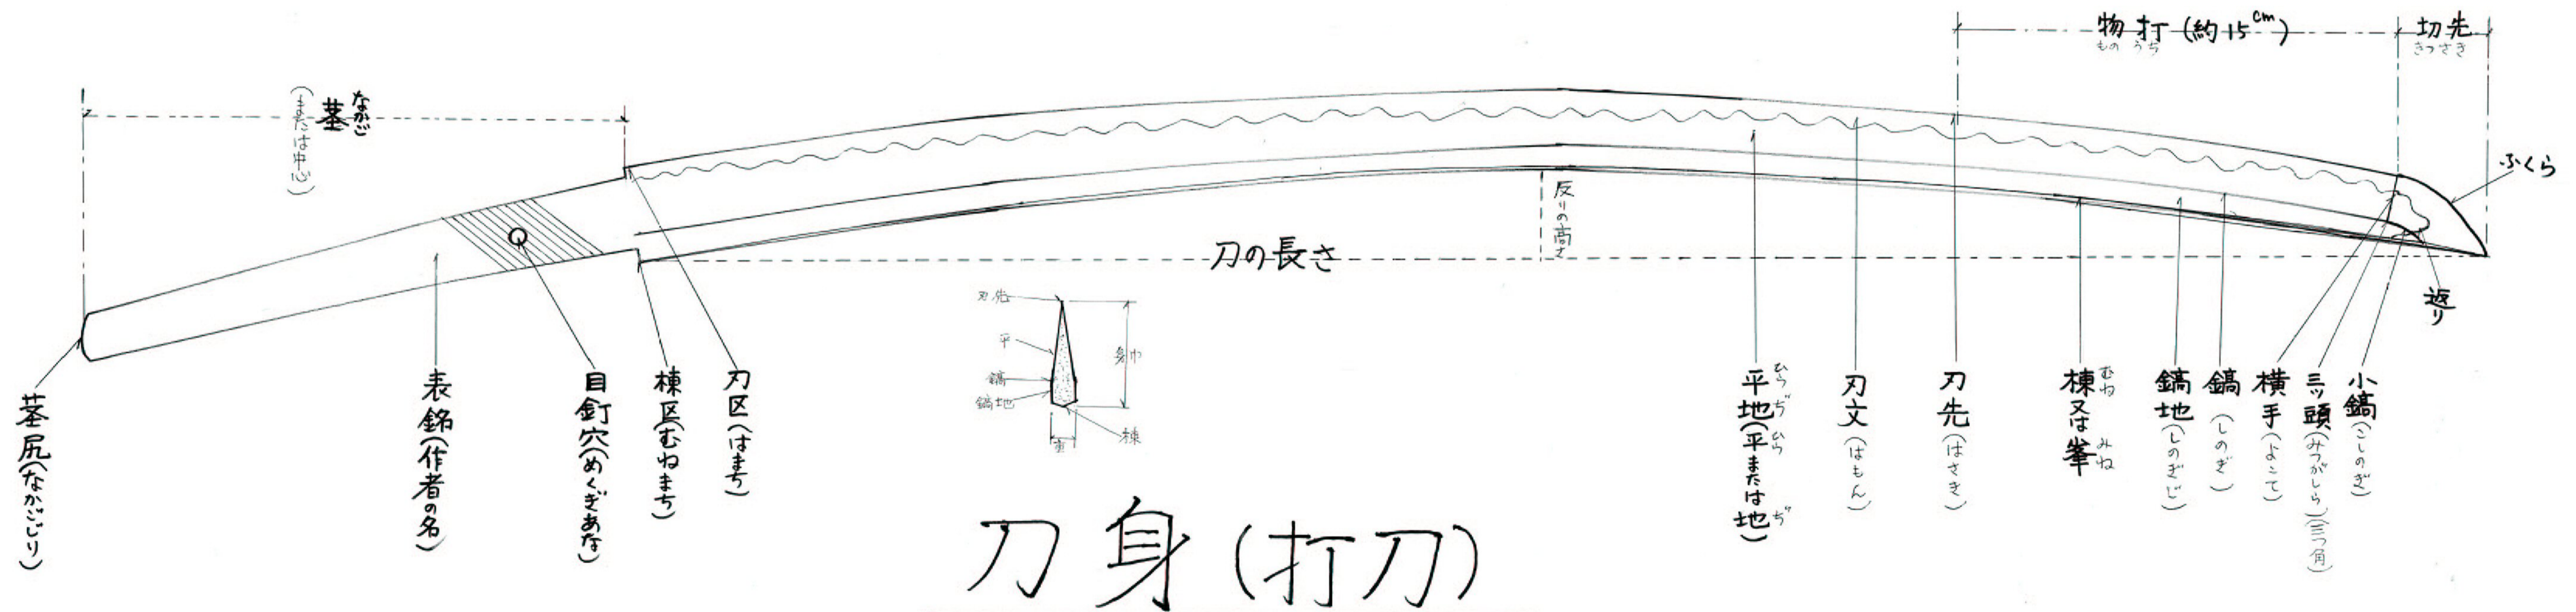 物打(約15cm)
ものうち
切先
きっさき
茎
なかご
(または中心)
ふくら
反りの高さ
刀の長さ
返り
刃先
平
鎬
鎬地
身巾
重
棟
茎尻(なかごじり)
表銘(作者の名)
目釘穴(めくぎあな)
棟区(むねまち)
刃区(はまち)
平地(平または地)
ひらぢ
ひら
ぢ
刃文(はもん)
刃先(はさき)
棟又は峯
むね
みね
鎬地(しのぎじ)
鎬(しのぎ)
横手(よこて)
三ッ頭(みつがしら)(三つ角)
小鎬(こしのぎ)
刀身(打刀)